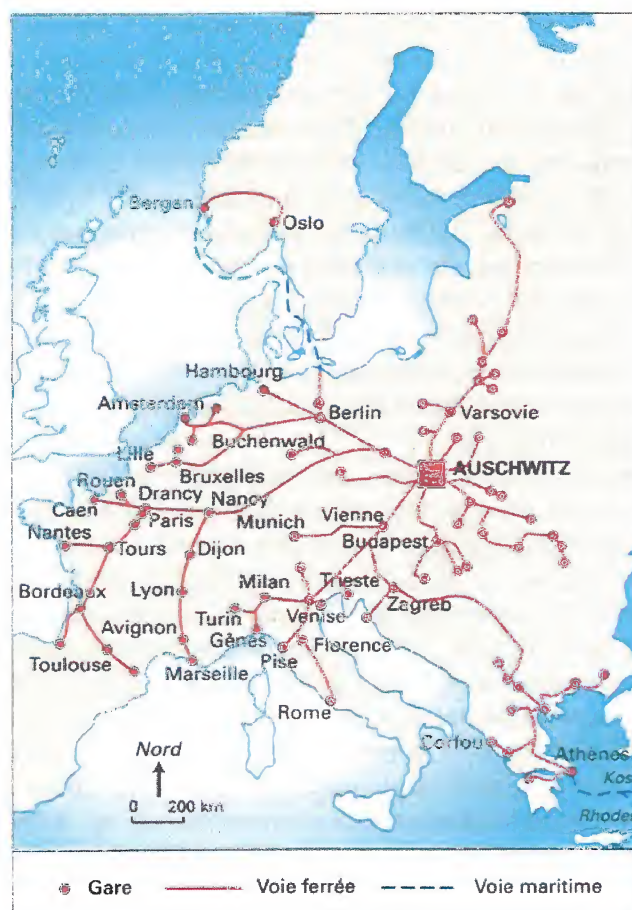 Bergen
Oslo
Hambourg
Amsterdam
Berlin
Varsovie
Buchenwald
Lille
Bruxelles
AUSCHWITZ
Rouen
Drancy
Nancy
Caen
Paris
Munich
Vienne
Nantes
Tours
Dijon
Budapest
Bordeaux
Lyon
Milan
Trieste
Zagreb
Turin
Venise
Avignon
Gênes
Florence
Toulouse
Marseille
Pise
Rome
Corfou
Athènes
Nord
Kos
0 200 km
Rhodes
Gare Voie ferrée Voie maritime